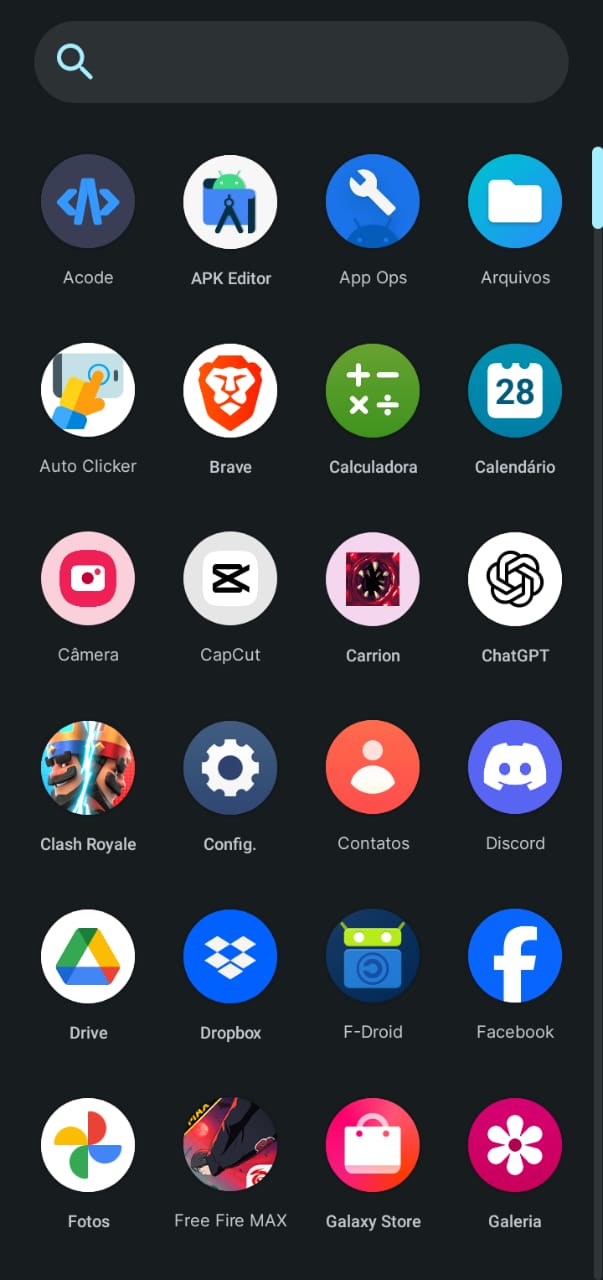 Acode
APK Editor
App Ops
Arquivos
Auto Clicker
Brave
Calculadora
28
Calendário
Câmera
CapCut
Carrion
ChatGPT
Clash Royale
Config.
Contatos
Discord
Drive
Dropbox
F-Droid
Facebook
Fotos
Free Fire MAX
Galaxy Store
Galeria